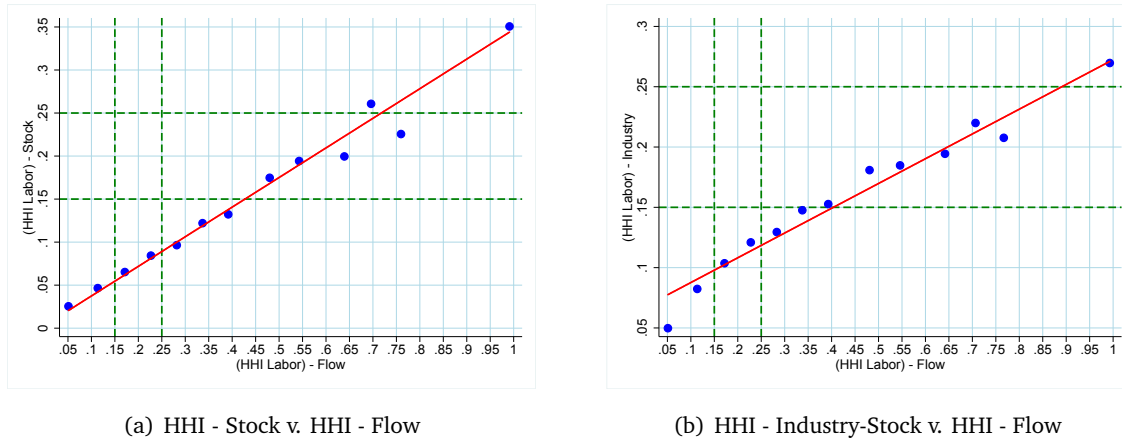 (HHI Labor) - Stock
.35
.3
.25
.2
.15
.1
.05
0
.05 .1 .15 .2 .25 .3 .35 .4 .45 .5 .55 .6 .65 .7 .75 .8 .85 .9 .95 1
(HHI Labor) - Flow
(a) HHI - Stock v. HHI - Flow
(HHI Labor) - Industry
.3
.25
.2
.15
.1
.05
.05 .1 .15 .2 .25 .3 .35 .4 .45 .5 .55 .6 .65 .7 .75 .8 .85 .9 .95 1
(HHI Labor) - Flow
(b) HHI - Industry-Stock v. HHI - Flow